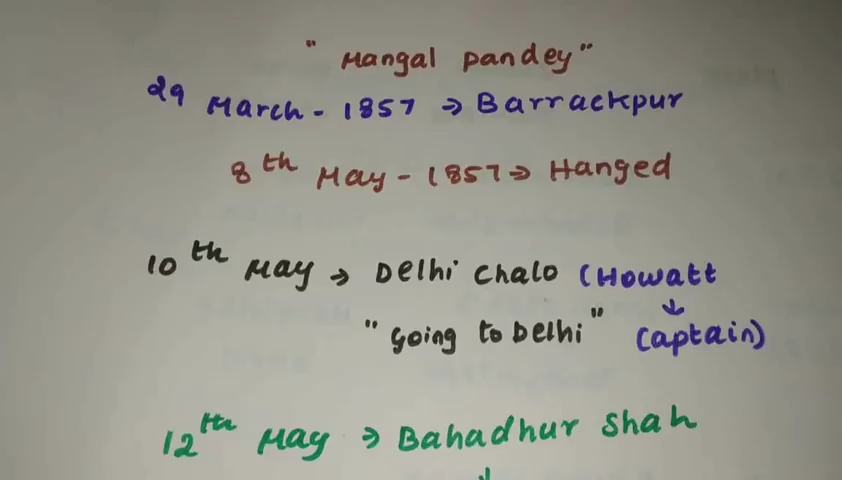 " Mangal pandey"
29 March - 1857 → Barrackpur
8th May - 1857 → Hanged
10th May → Delhi chalo (Howatt
↓
"Going to Delhi" Captain)
12th May → Bahadhur shah
↓